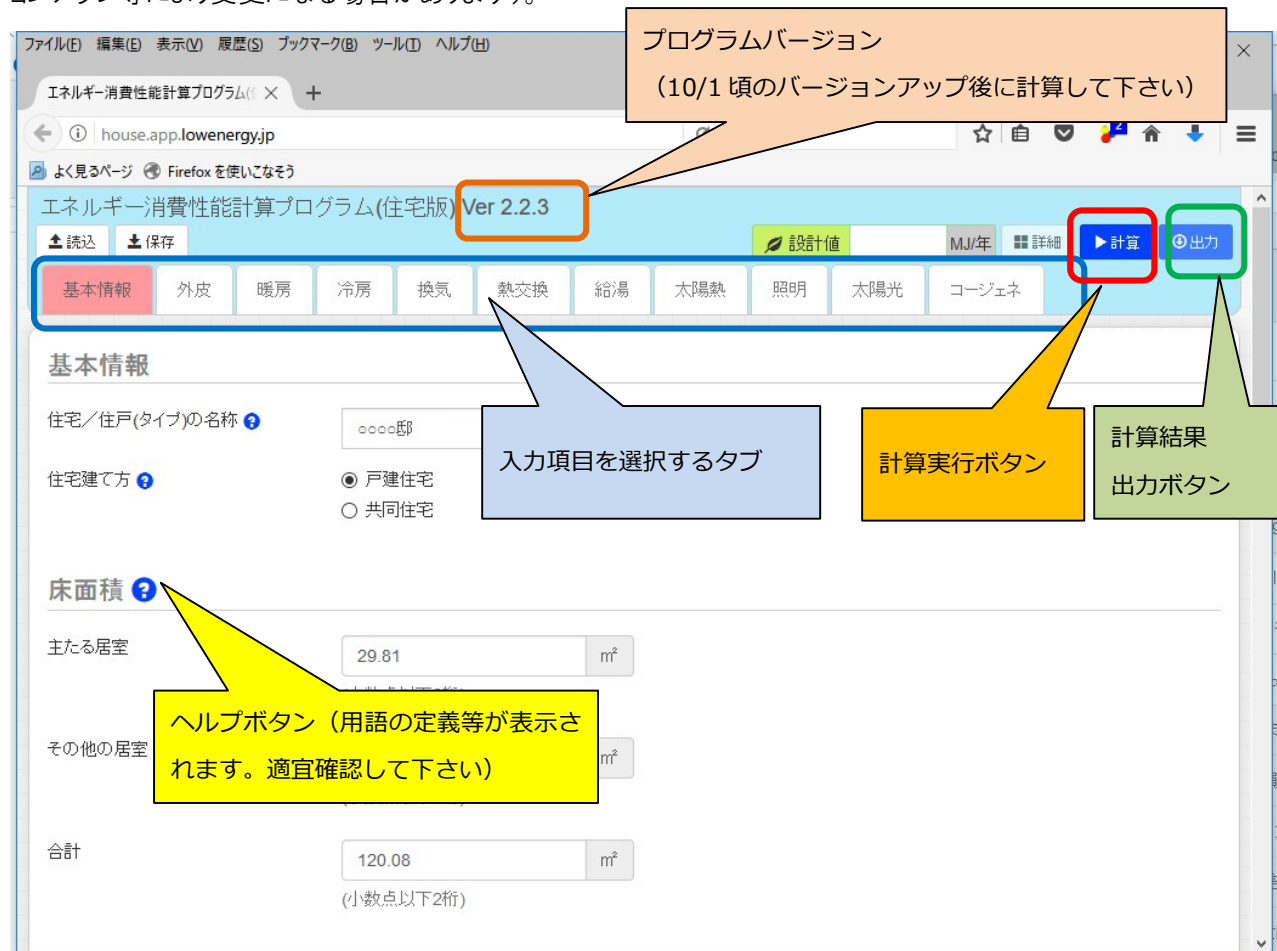 ファイル(F) 編集(E) 表示(V) 履歴(S) ブックマーク(B) ツール(T) ヘルプ(H)
プログラムバージョン
（10/1 頃のバージョンアップ後に計算して下さい）
エネルギー消費性能計算プログラム(
house.app.lowenergy.jp
2
よく見るページ Firefox を使いこなそう
エネルギー消費性能計算プログラム(住宅版) Ver 2.2.3
読込 保存 設計値 MJ/年 詳細 計算 出力
基本情報 外皮 暖房 冷房 換気 熱交換 給湯 太陽熱 照明 太陽光 コージェネ
基本情報
住宅／住戸(タイプ)の名称 ?
○○○○邸
入力項目を選択するタブ
計算実行ボタン
計算結果
出力ボタン
住宅建て方 ?
戸建住宅
共同住宅
床面積 ?
主たる居室 29.81 m²
ヘルプボタン（用語の定義等が表示さ
れます。適宜確認して下さい）
その他の居室 m²
合計 120.08 m²
(小数点以下2桁)